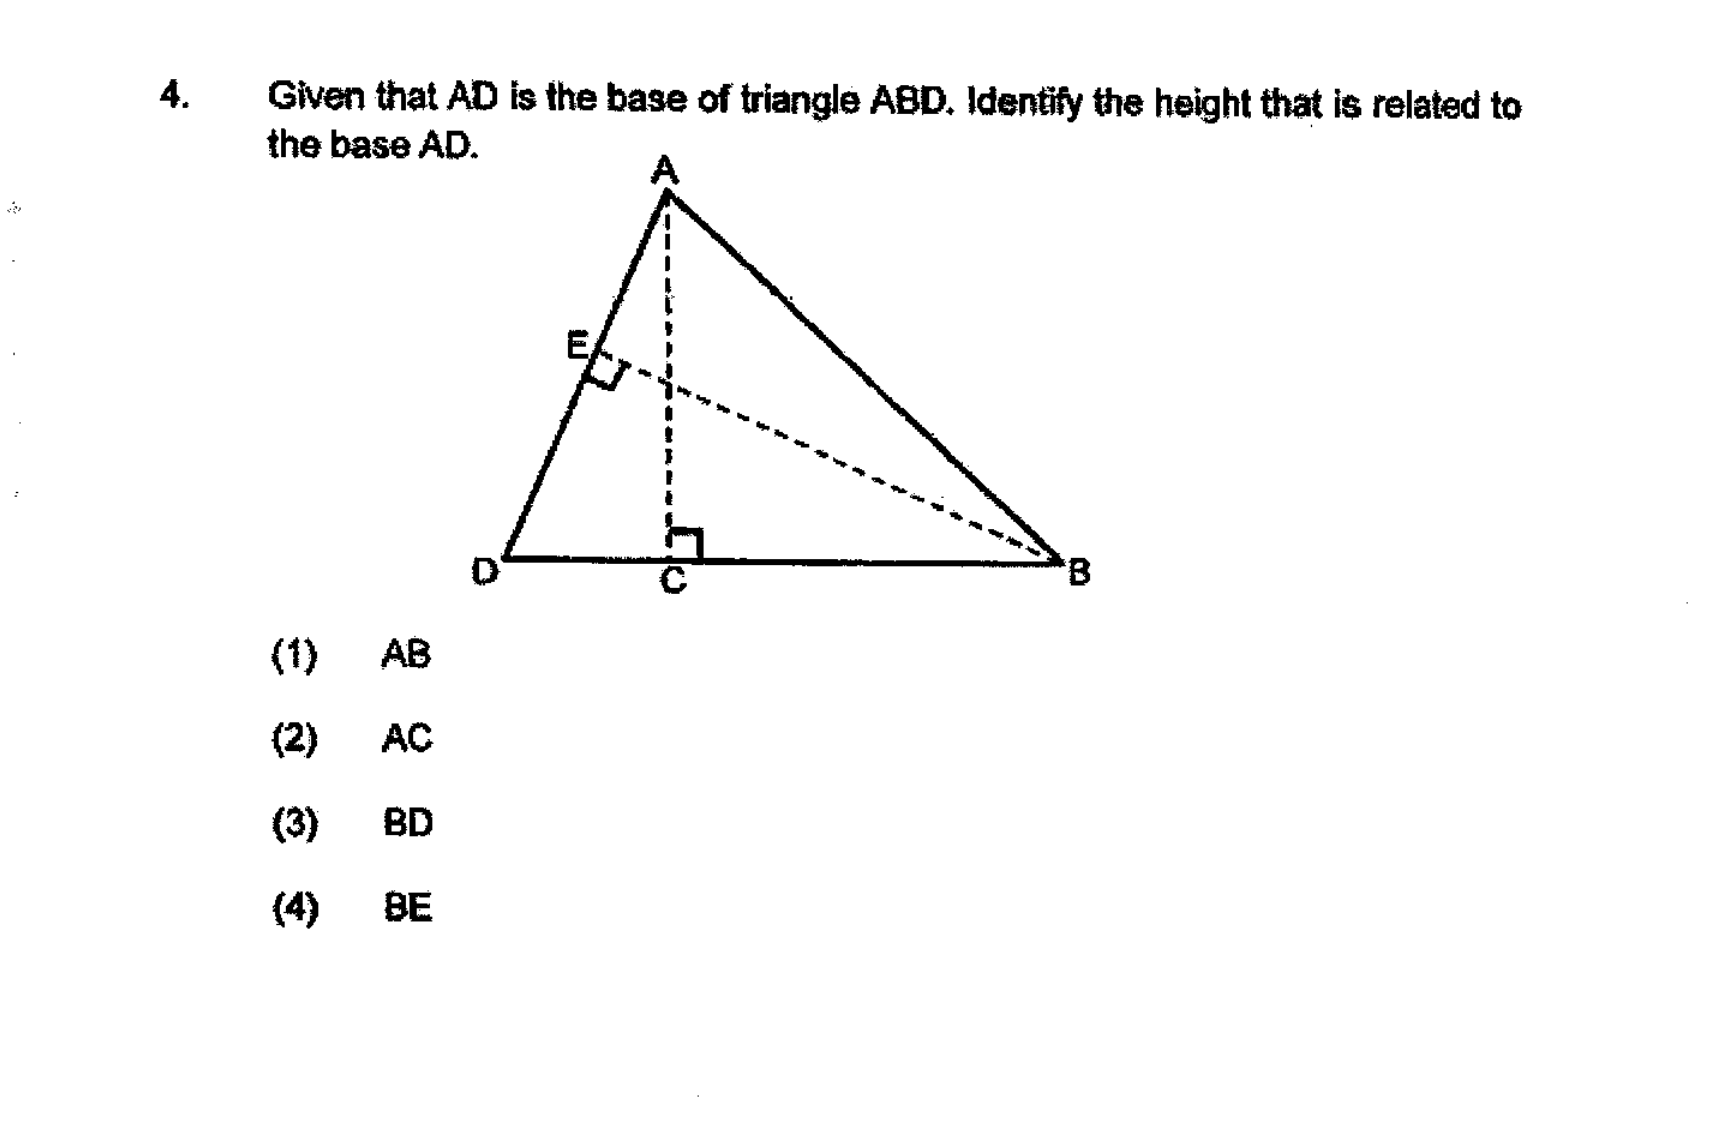 4. Given that AD is the base of triangle ABD. Identify the height that is related to
the base AD.
A
E
D
C
B
(1) AB
(2) AC
(3) BD
(4) BE